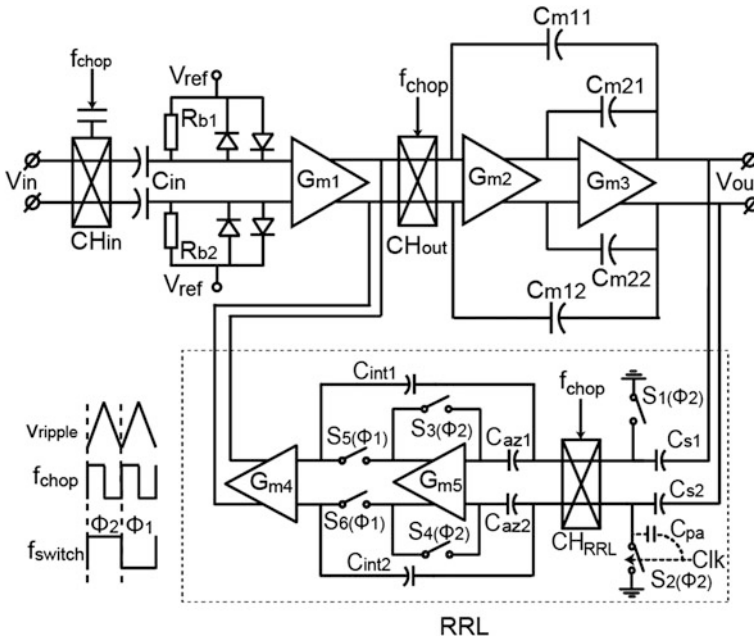 fchop
Vref
Rb1
Vin
Cin
CHin
Rb2
Vref
Gm1
fchop
CHout
Cm11
Cm21
Gm2
Gm3
Vou
Cm22
Cm12
Cint1
fchop
S1(Φ2)
S5(Φ1)
S3(Φ2)
Caz1
Cs1
Gm4
Gm5
Cs2
S6(Φ1)
S4(Φ2)
Caz2
CHRRL
Cpa
Clk
Cint2
S2(Φ2)
Vripple
fchop
Φ2
Φ1
fswitch
RRL